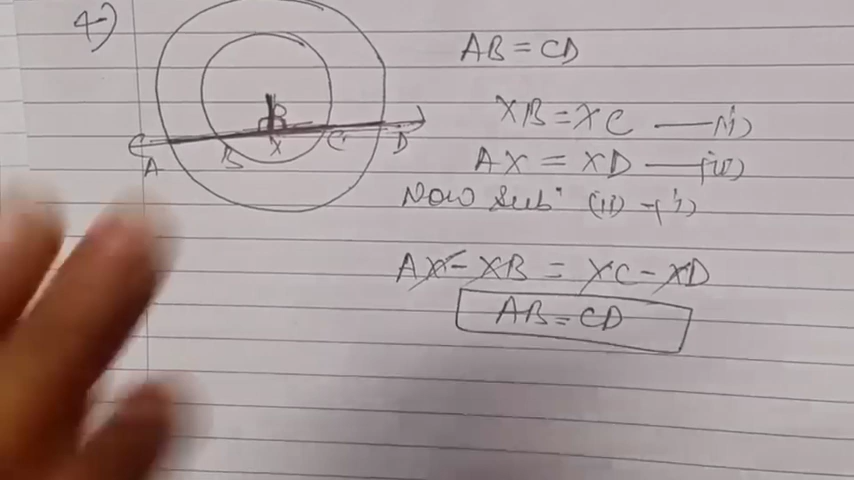 4-)
AB = CD
XB = XC —(i)
AX = XD —(ii)
Now Sub (ii) - (i)
AX - XB = XC - XD
AB = CD
A B X C D